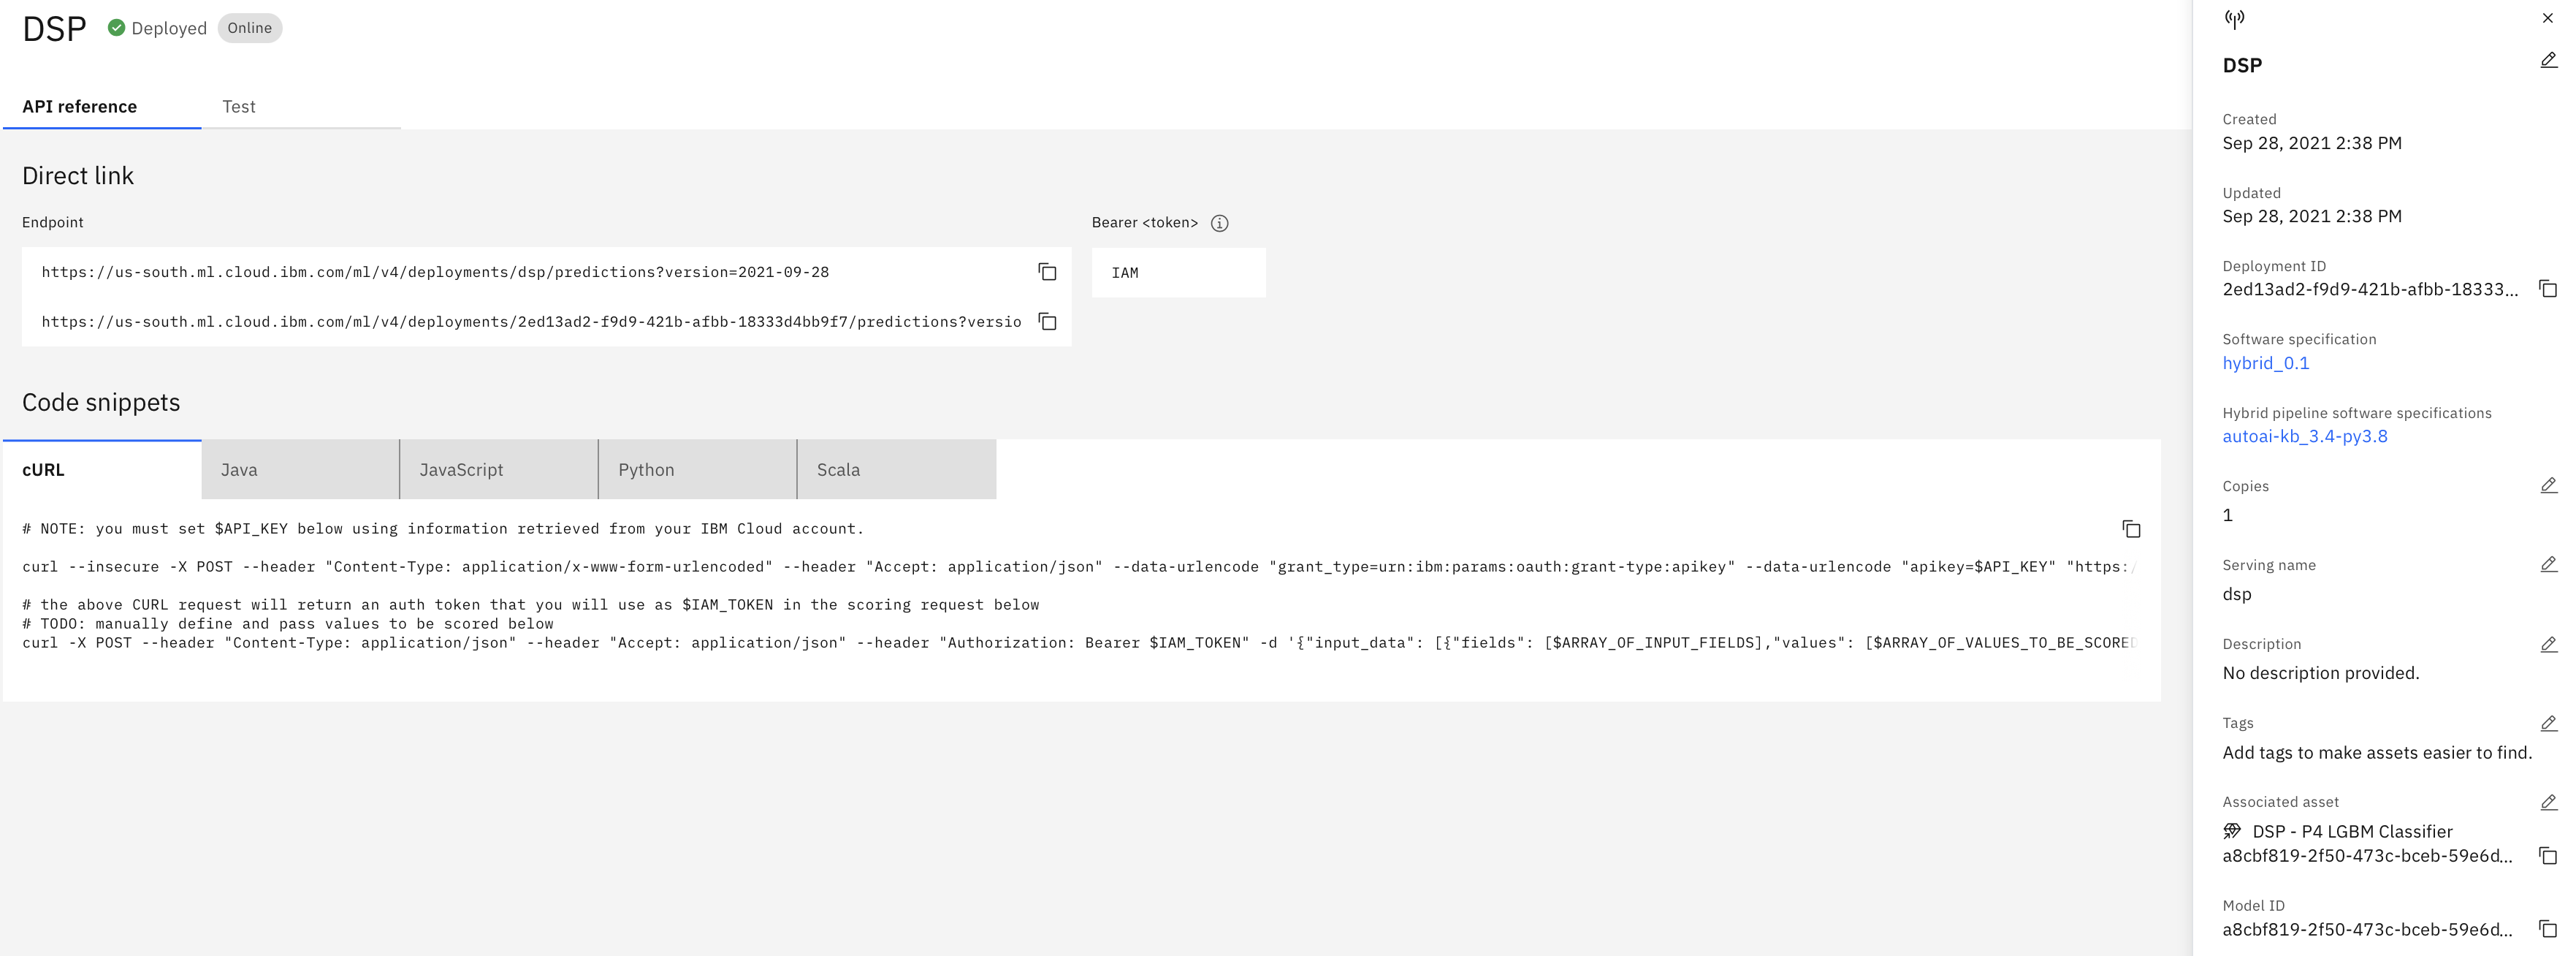 DSP Deployed Online
API reference Test
Direct link
Endpoint
https://us-south.ml.cloud.ibm.com/ml/v4/deployments/dsp/predictions?version=2021-09-28
https://us-south.ml.cloud.ibm.com/ml/v4/deployments/2ed13ad2-f9d9-421b-afbb-18333d4bb9f7/predictions?versio
Bearer <token>
IAM
Code snippets
cURL Java JavaScript Python Scala
# NOTE: you must set $API_KEY below using information retrieved from your IBM Cloud account.
curl --insecure -X POST --header "Content-Type: application/x-www-form-urlencoded" --header "Accept: application/json" --data-urlencode "grant_type=urn:ibm:params:oauth:grant-type:apikey" --data-urlencode "apikey=$API_KEY" "https:/
# the above CURL request will return an auth token that you will use as $IAM_TOKEN in the scoring request below
# TODO: manually define and pass values to be scored below
curl -X POST --header "Content-Type: application/json" --header "Accept: application/json" --header "Authorization: Bearer $IAM_TOKEN" -d '{"input_data": [{"fields": [$ARRAY_OF_INPUT_FIELDS],"values": [$ARRAY_OF_VALUES_TO_BE_SCORED
DSP
Created
Sep 28, 2021 2:38 PM
Updated
Sep 28, 2021 2:38 PM
Deployment ID
2ed13ad2-f9d9-421b-afbb-18333...
Software specification
hybrid_0.1
Hybrid pipeline software specifications
autoai-kb_3.4-py3.8
Copies
1
Serving name
dsp
Description
No description provided.
Tags
Add tags to make assets easier to find.
Associated asset
DSP - P4 LGBM Classifier
a8cbf819-2f50-473c-bceb-59e6d...
Model ID
a8cbf819-2f50-473c-bceb-59e6d...